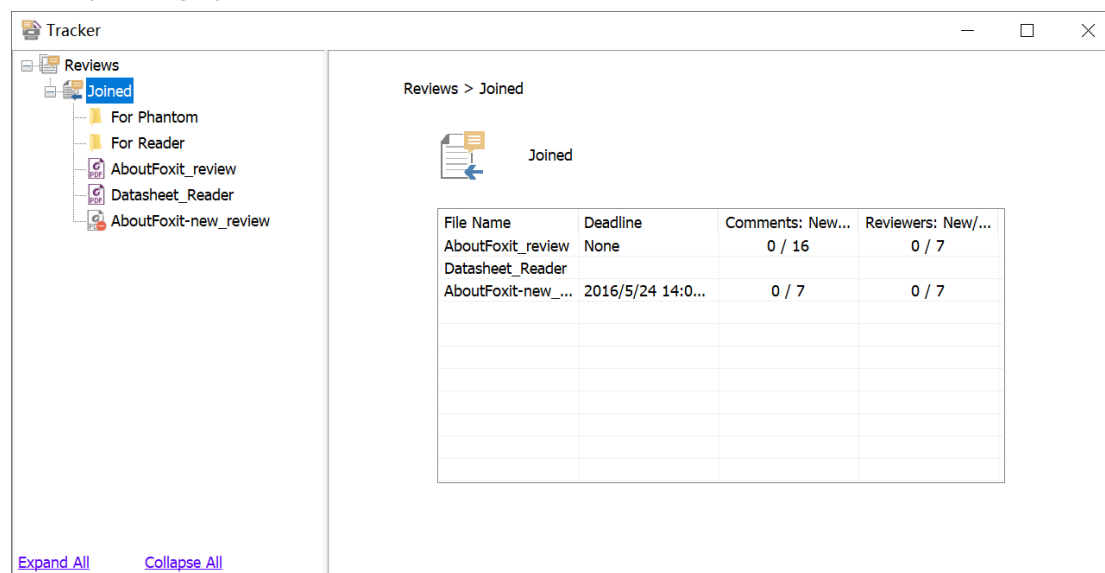 Tracker
Reviews
Joined
For Phantom
For Reader
AboutFoxit_review
Datasheet_Reader
AboutFoxit-new_review
Expand All Collapse All
Reviews > Joined
Joined
File Name Deadline Comments: New... Reviewers: New/...
AboutFoxit_review None 0 / 16 0 / 7
Datasheet_Reader
AboutFoxit-new_... 2016/5/24 14:0... 0 / 7 0 / 7